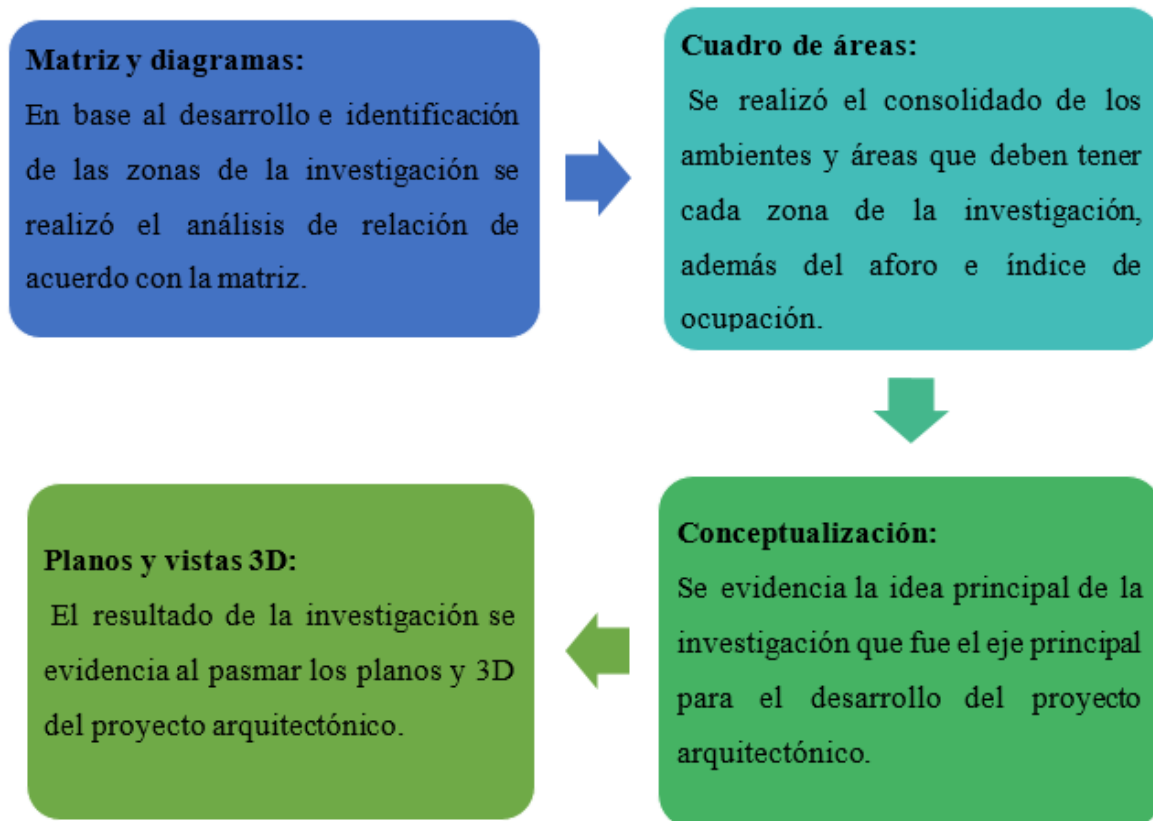 Matriz y diagramas:
En base al desarrollo e identificación
de las zonas de la investigación se
realizó el análisis de relación de
acuerdo con la matriz.
Cuadro de áreas:
Se realizó el consolidado de los
ambientes y áreas que deben tener
cada zona de la investigación,
además del aforo e índice de
ocupación.
Conceptualización:
Se evidencia la idea principal de la
investigación que fue el eje principal
para el desarrollo del proyecto
arquitectónico.
Planos y vistas 3D:
El resultado de la investigación se
evidencia al pasmar los planos y 3D
del proyecto arquitectónico.